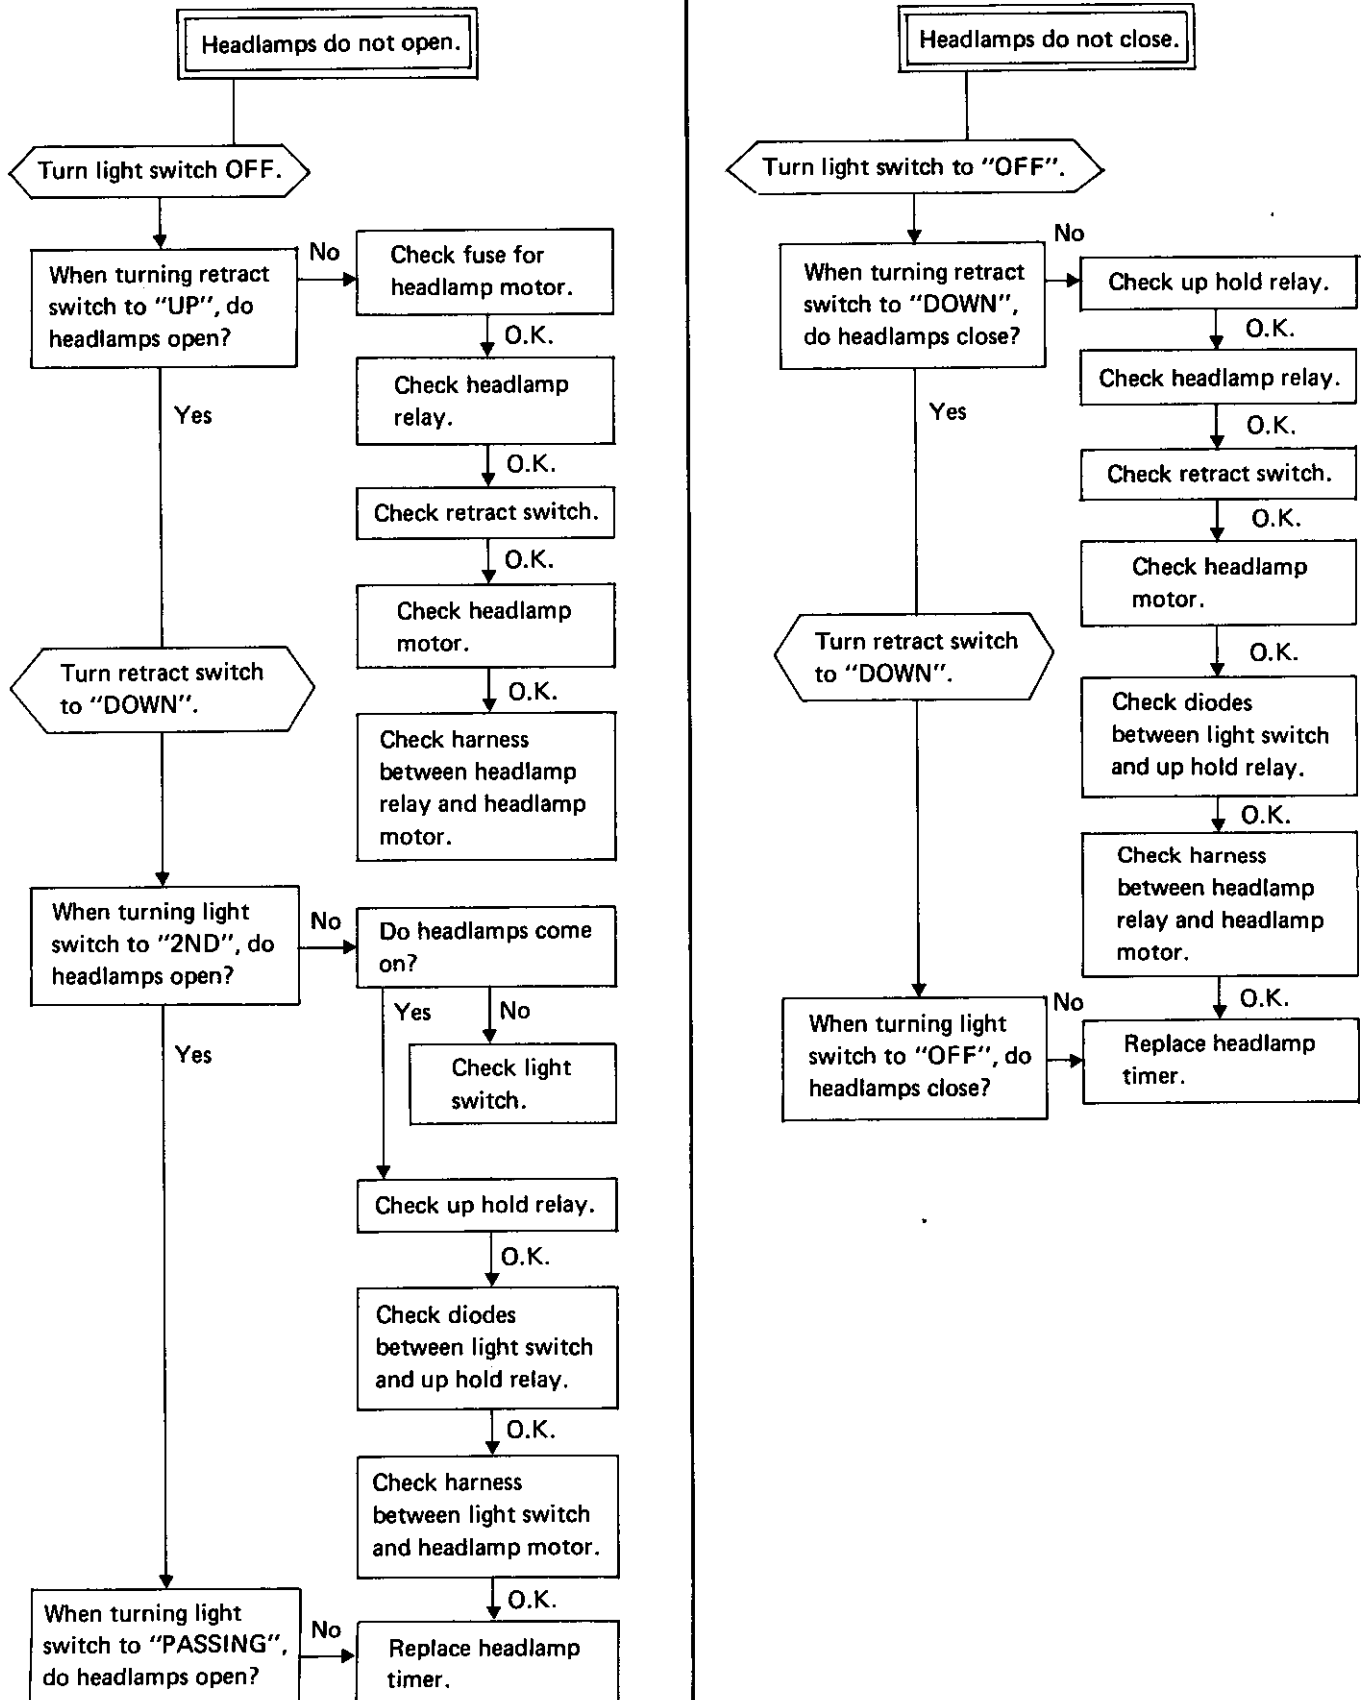 Headlamps do not open.
Turn light switch OFF.
When turning retract
switch to "UP", do
headlamps open?
No
Check fuse for
headlamp motor.
O.K.
Check headlamp
relay.
O.K.
Check retract switch.
O.K.
Check headlamp
motor.
O.K.
Check harness
between headlamp
relay and headlamp
motor.
Yes
Turn retract switch
to "DOWN".
When turning light
switch to "2ND", do
headlamps open?
No
Do headlamps come
on?
Yes
No
Check light
switch.
Check up hold relay.
O.K.
Check diodes
between light switch
and up hold relay.
O.K.
Check harness
between light switch
and headlamp motor.
O.K.
Yes
When turning light
switch to "PASSING",
do headlamps open?
No
Replace headlamp
timer.
Headlamps do not close.
Turn light switch to "OFF".
When turning retract
switch to "DOWN",
do headlamps close?
No
Check up hold relay.
O.K.
Check headlamp relay.
O.K.
Check retract switch.
O.K.
Check headlamp
motor.
O.K.
Check diodes
between light switch
and up hold relay.
O.K.
Check harness
between headlamp
relay and headlamp
motor.
O.K.
Yes
Turn retract switch
to "DOWN".
When turning light
switch to "OFF", do
headlamps close?
No
Replace headlamp
timer.